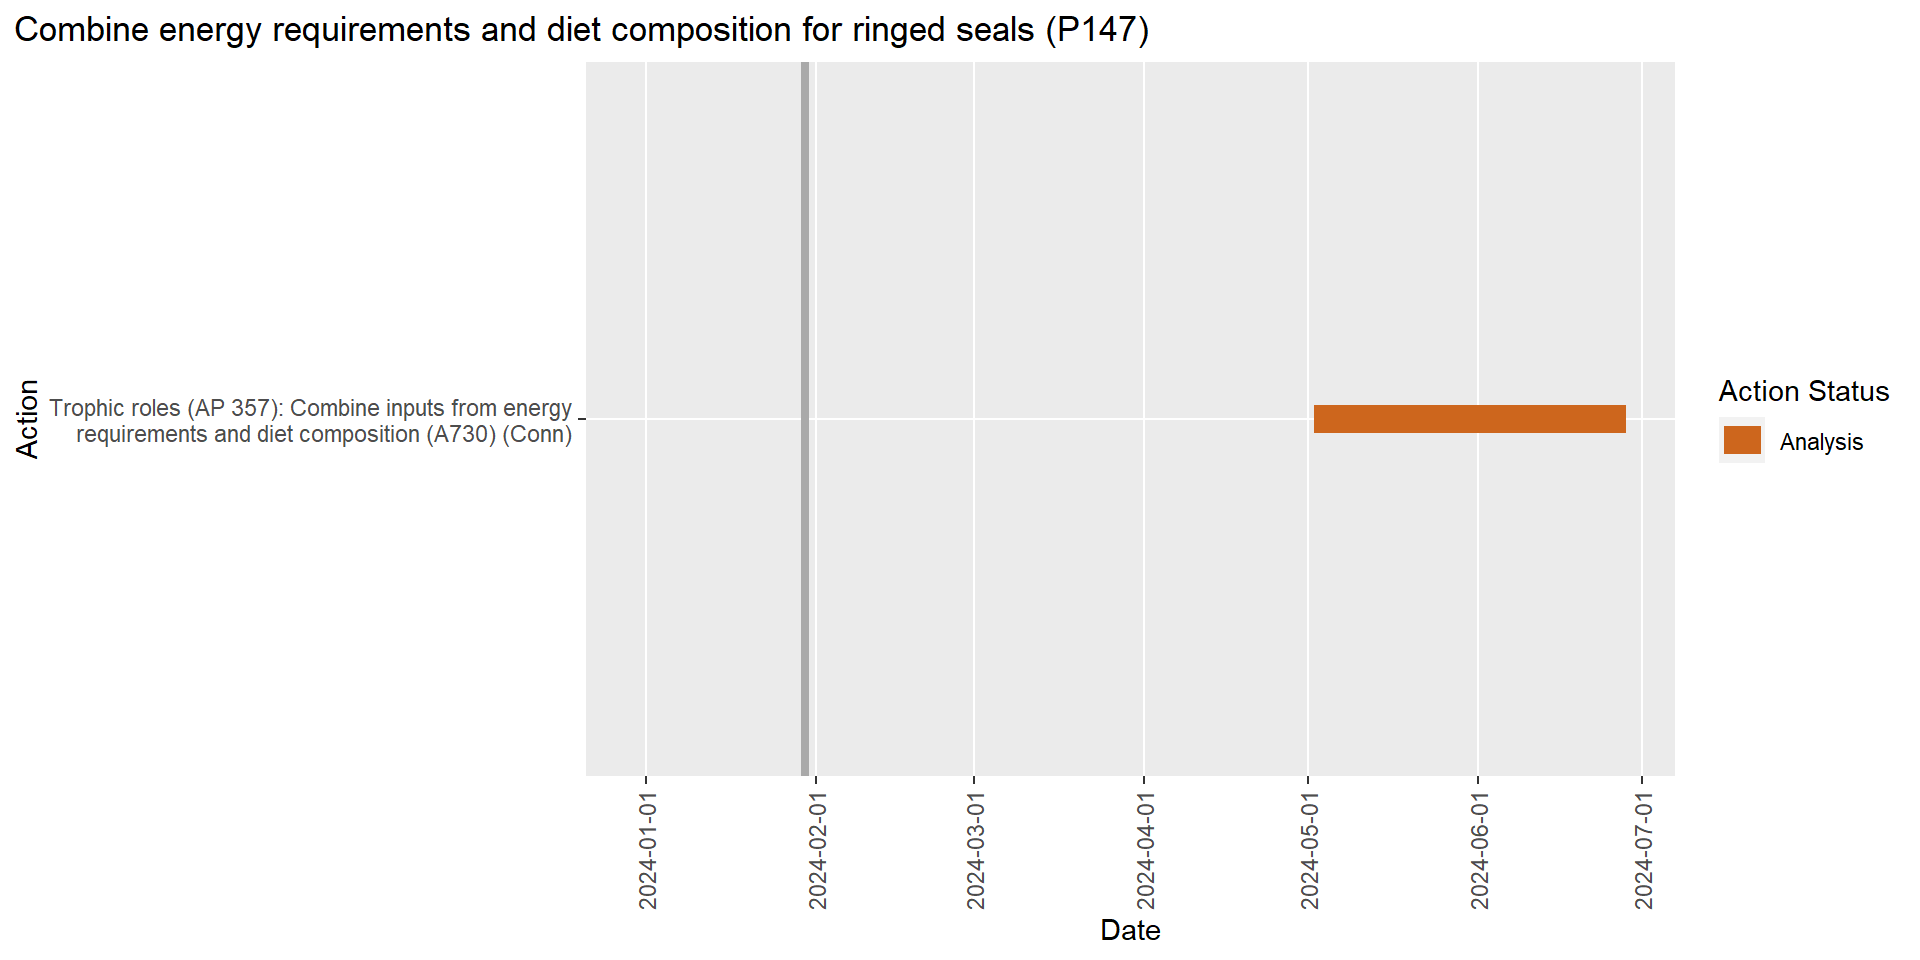 Combine energy requirements and diet composition for ringed seals (P147)
Action
Trophic roles (AP 357): Combine inputs from energy
requirements and diet composition (A730) (Conn)
Action Status
Analysis
2024-01-01
2024-02-01
2024-03-01
2024-04-01
2024-05-01
2024-06-01
2024-07-01
Date